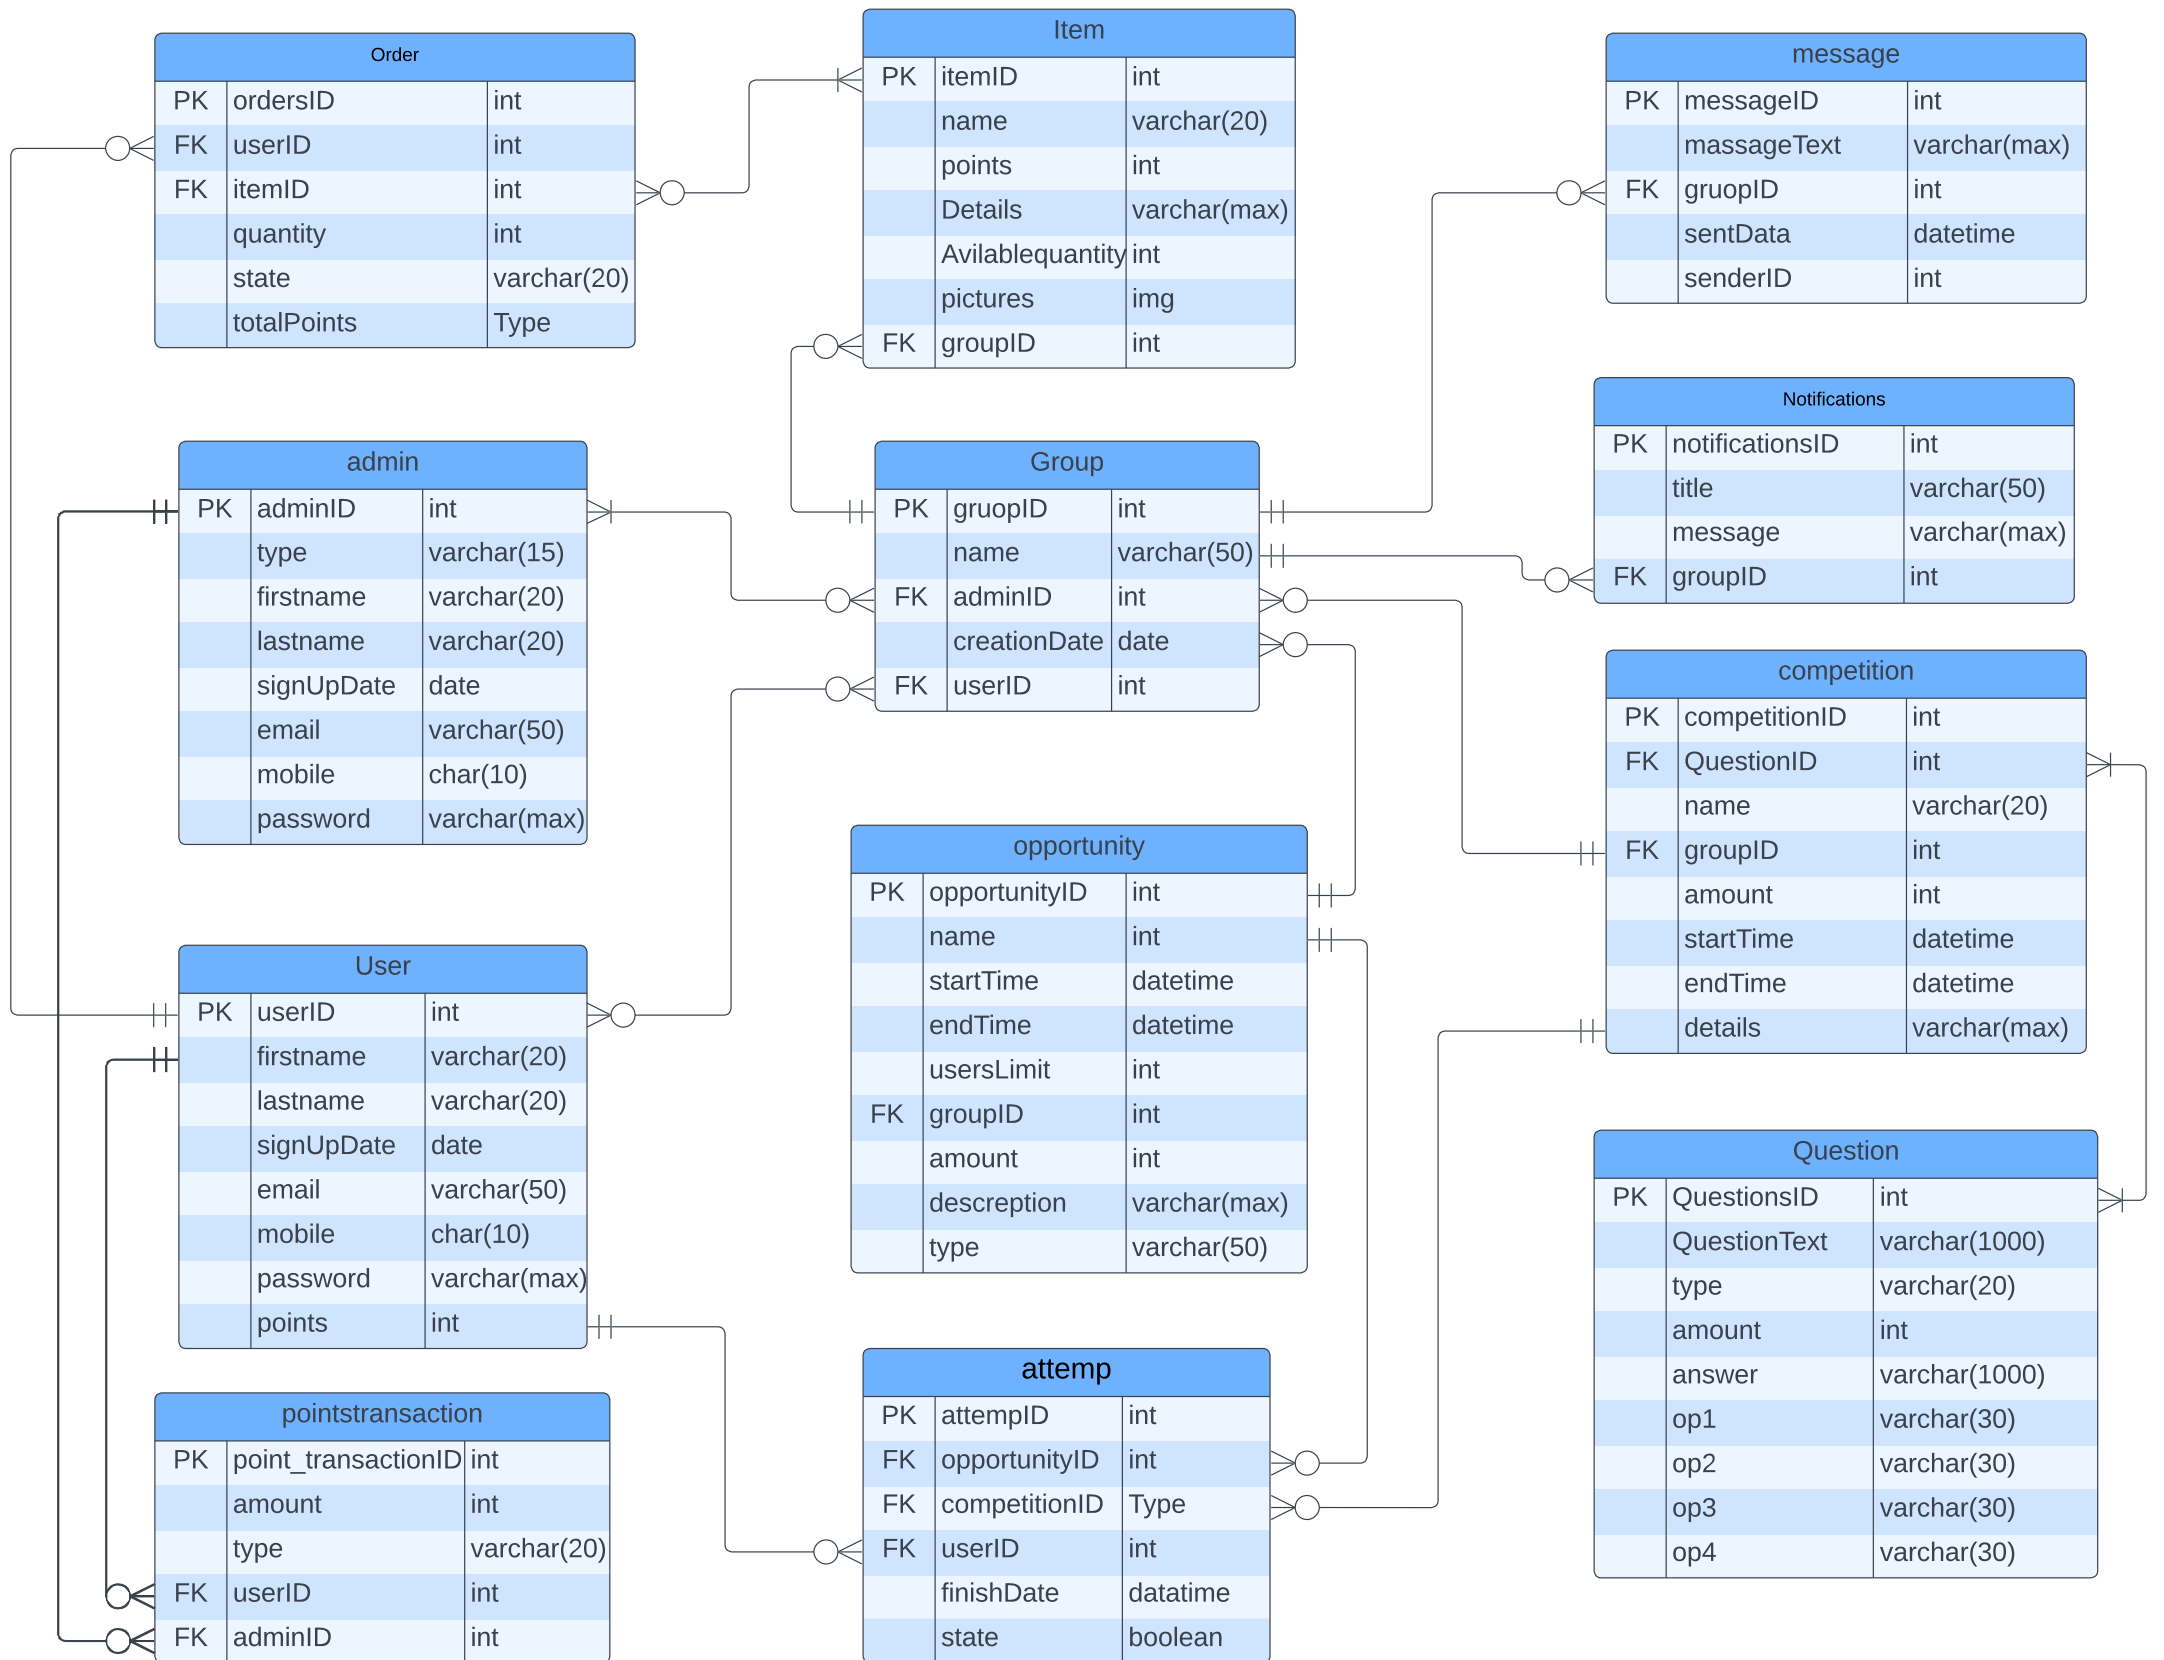 Order
PK ordersID int
FK userID int
FK itemID int
quantity int
state varchar(20)
totalPoints Type
Item
PK itemID int
name varchar(20)
points int
Details varchar(max)
Avilablequantity int
pictures img
FK groupID int
message
PK messageID int
massageText varchar(max)
FK gruopID int
sentData datetime
senderID int
Notifications
PK notificationsID int
title varchar(50)
message varchar(max)
FK groupID int
admin
PK adminID int
type varchar(15)
firstname varchar(20)
lastname varchar(20)
signUpDate date
email varchar(50)
mobile char(10)
password varchar(max)
Group
PK gruopID int
name varchar(50)
FK adminID int
creationDate date
FK userID int
competition
PK competitionID int
FK QuestionID int
name varchar(20)
FK groupID int
amount int
startTime datetime
endTime datetime
details varchar(max)
opportunity
PK opportunityID int
name int
startTime datetime
endTime datetime
usersLimit int
FK groupID int
amount int
descreption varchar(max)
type varchar(50)
User
PK userID int
firstname varchar(20)
lastname varchar(20)
signUpDate date
email varchar(50)
mobile char(10)
password varchar(max)
points int
Question
PK QuestionsID int
QuestionText varchar(1000)
type varchar(20)
amount int
answer varchar(1000)
op1 varchar(30)
op2 varchar(30)
op3 varchar(30)
op4 varchar(30)
attemp
PK attempID int
FK opportunityID int
FK competitionID Type
FK userID int
finishDate datatime
state boolean
pointstransaction
PK point_transactionID int
amount int
type varchar(20)
FK userID int
FK adminID int